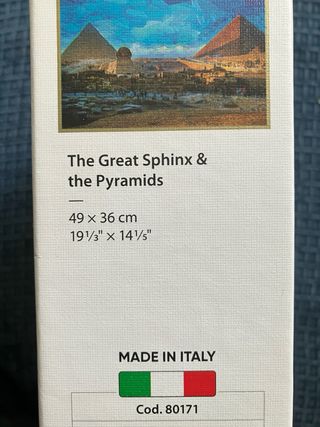 The Great Sphinx &
the Pyramids
49 × 36 cm
19⅓" × 14⅕"
MADE IN ITALY
Cod. 80171